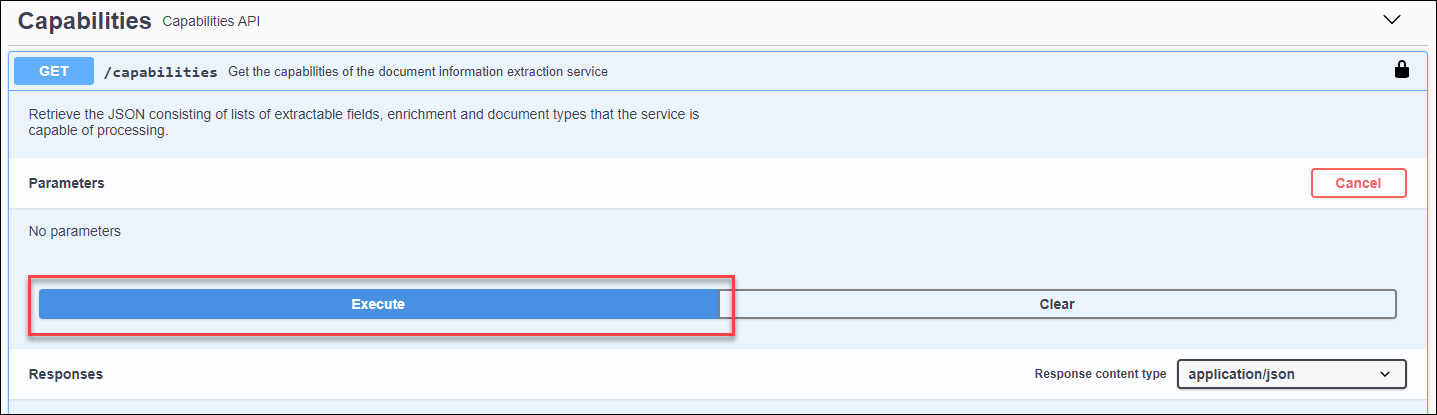 Capabilities Capabilities API
GET /capabilities Get the capabilities of the document information extraction service
Retrieve the JSON consisting of lists of extractable fields, enrichment and document types that the service is
capable of processing.
Parameters Cancel
No parameters
Execute Clear
Responses Response content type application/json